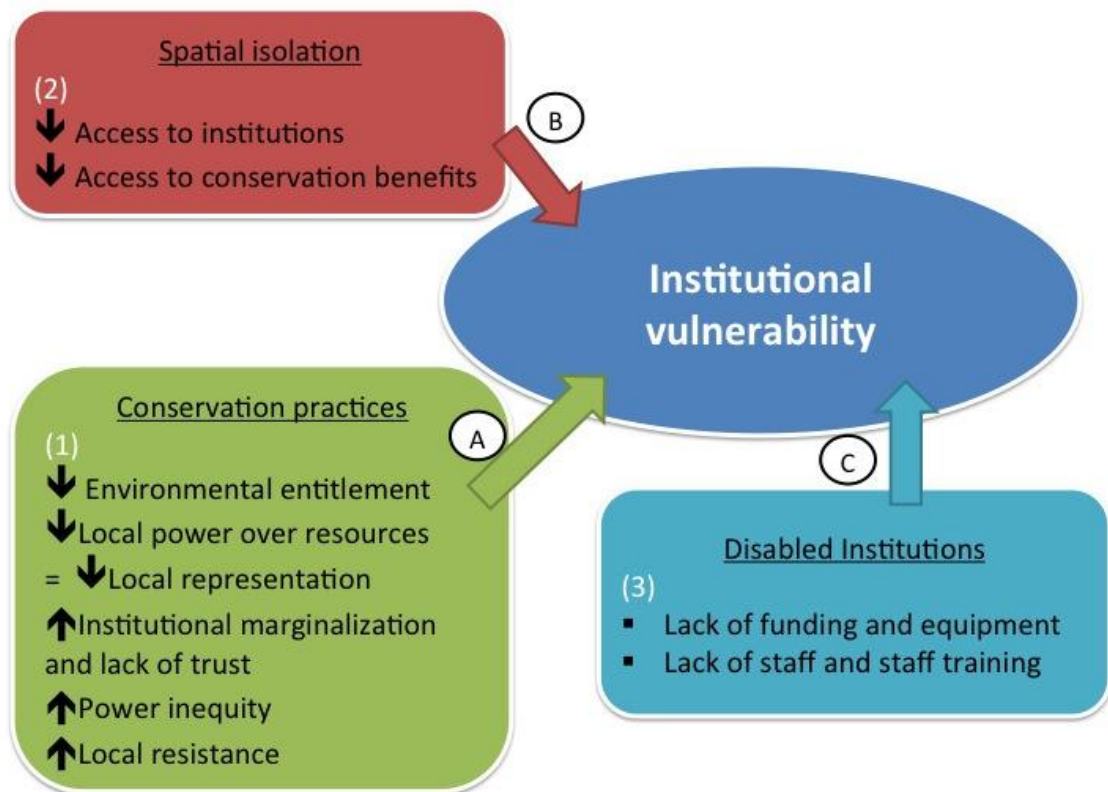 Spatial isolation
(2)
🡻 Access to institutions
🡻 Access to conservation benefits
B
Institutional
vulnerability
Conservation practices
(1)
🡻 Environmental entitlement
🡻Local power over resources
= 🡻Local representation
🡹Institutional marginalization
and lack of trust
🡹Power inequity
🡹Local resistance
A
C
Disabled Institutions
(3)
▪ Lack of funding and equipment
▪ Lack of staff and staff training